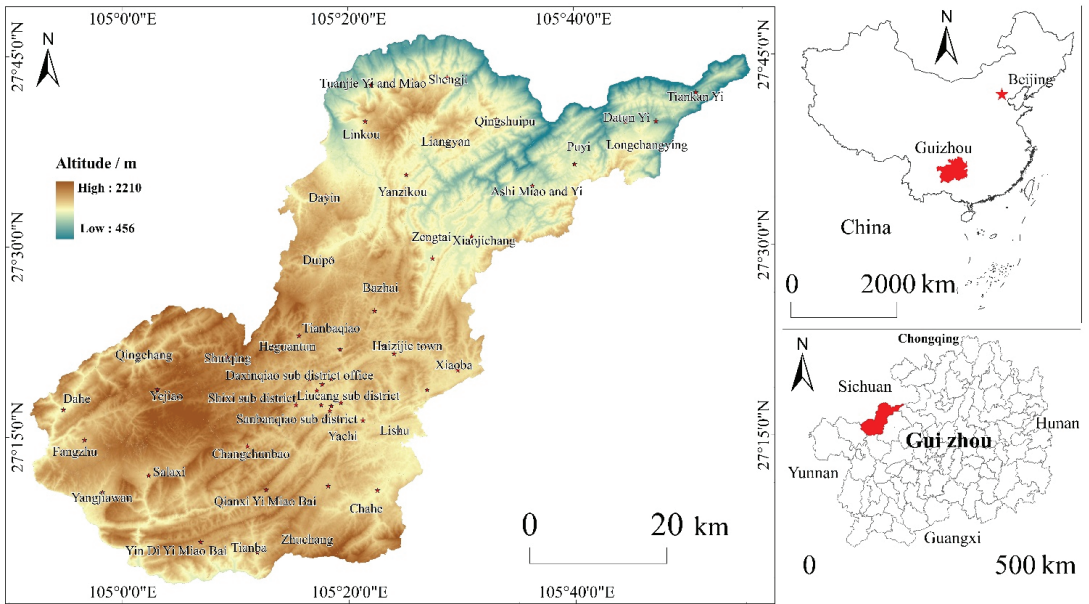 105°0'0"E
105°20'0"E
105°40'0"E
N
27°45'0"N
27°30'0"N
27°15'0"N
Altitude / m
High : 2210
Low : 456
Tuanjie Yi and Miao
Shengji
Tiankan Yi
Linkou
Qingshuipu
Datun Yi
Liangyan
Puyi
Longchangying
Yanzikou
Ashi Miao and Yi
Dayin
Zengtai
Xiaojichang
Duipo
Bazhai
Tianbaqiao
Heguantun
Haizijie town
Qingchang
Shuiqing
Xiaoba
Daxinqiao sub district office
Dahe
Yejiao
Shixi sub district
Liucang sub district
Sanbanqiao sub district
Lishu
Yachi
Fangzhu
Changchunbao
Salaxi
Yangjiawan
Qianxi Yi Miao Bai
Chahe
Zhuchang
Yin Di Yi Miao Bai
Tianba
0
20 km
105°0'0"E
105°20'0"E
105°40'0"E
27°45'0"N
27°30'0"N
27°15'0"N
N
Beijing
Guizhou
China
0
2000 km
N
Chongqing
Sichuan
Hunan
Gui zhou
Yunnan
Guangxi
0
500 km